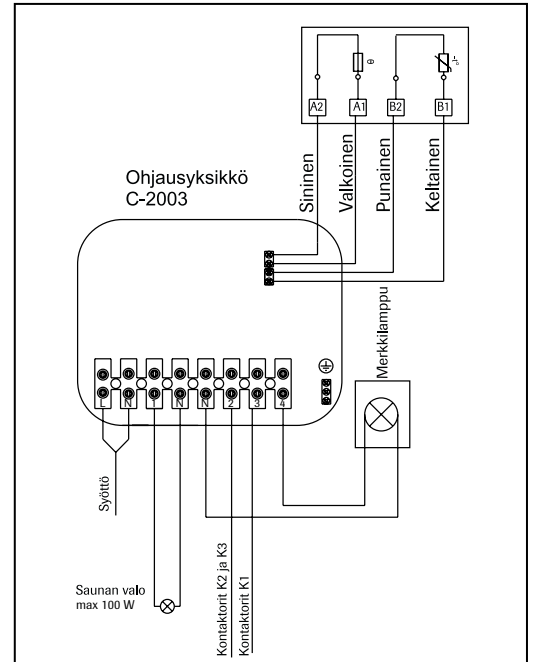 A2 A1 B2 B1
θ
Sininen
Valkoinen
Punainen
Keltainen
Ohjausyksikkö
C-2003
Merkkilamppu
L N 1 N N 2 3 4
Syöttö
Saunan valo
max 100 W
Kontaktorit K2 ja K3
Kontaktorit K1